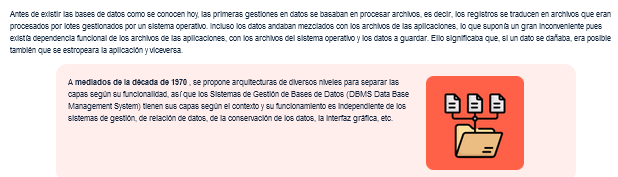 Antes de existir las bases de datos como se conocen hoy, las primeras gestiones en datos se basaban en procesar archivos, es decir, los registros se traducen en archivos que eran
procesados por lotes gestionados por un sistema operativo. Incluso los datos andaban mezclados con los archivos de las aplicaciones, lo que suponía un gran inconveniente pues
existía dependencia funcional de los archivos de las aplicaciones, con los archivos del sistema operativo y los datos a guardar. Ello significaba que, si un dato se dañaba, era posible
también que se estropeara la aplicación y viceversa.
A mediados de la década de 1970 , se propone arquitecturas de diversos niveles para separar las
capas según su funcionalidad, así que los Sistemas de Gestión de Bases de Datos (DBMS Data Base
Management System) tienen sus capas según el contexto y su funcionamiento es independiente de los
sistemas de gestión, de relación de datos, de la conservación de los datos, la interfaz gráfica, etc.